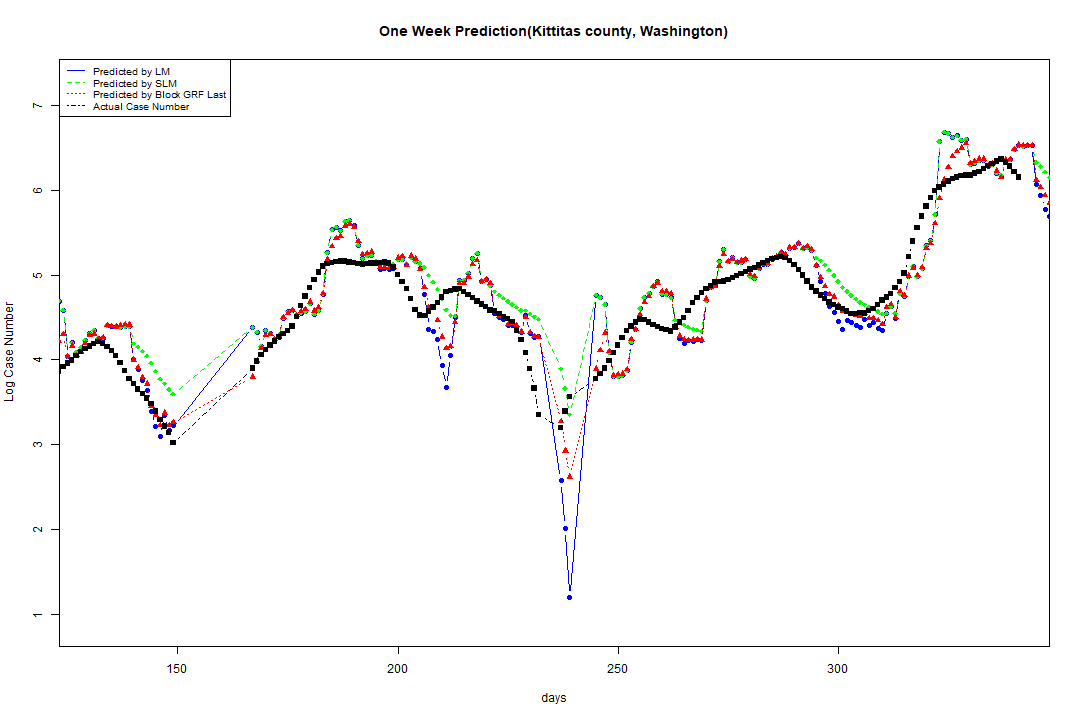 One Week Prediction(Kittitas county, Washington)
Predicted by LM
Predicted by SLM
Predicted by Block GRF Last
Actual Case Number
Log Case Number
7
6
5
4
3
2
1
150
200
250
300
days